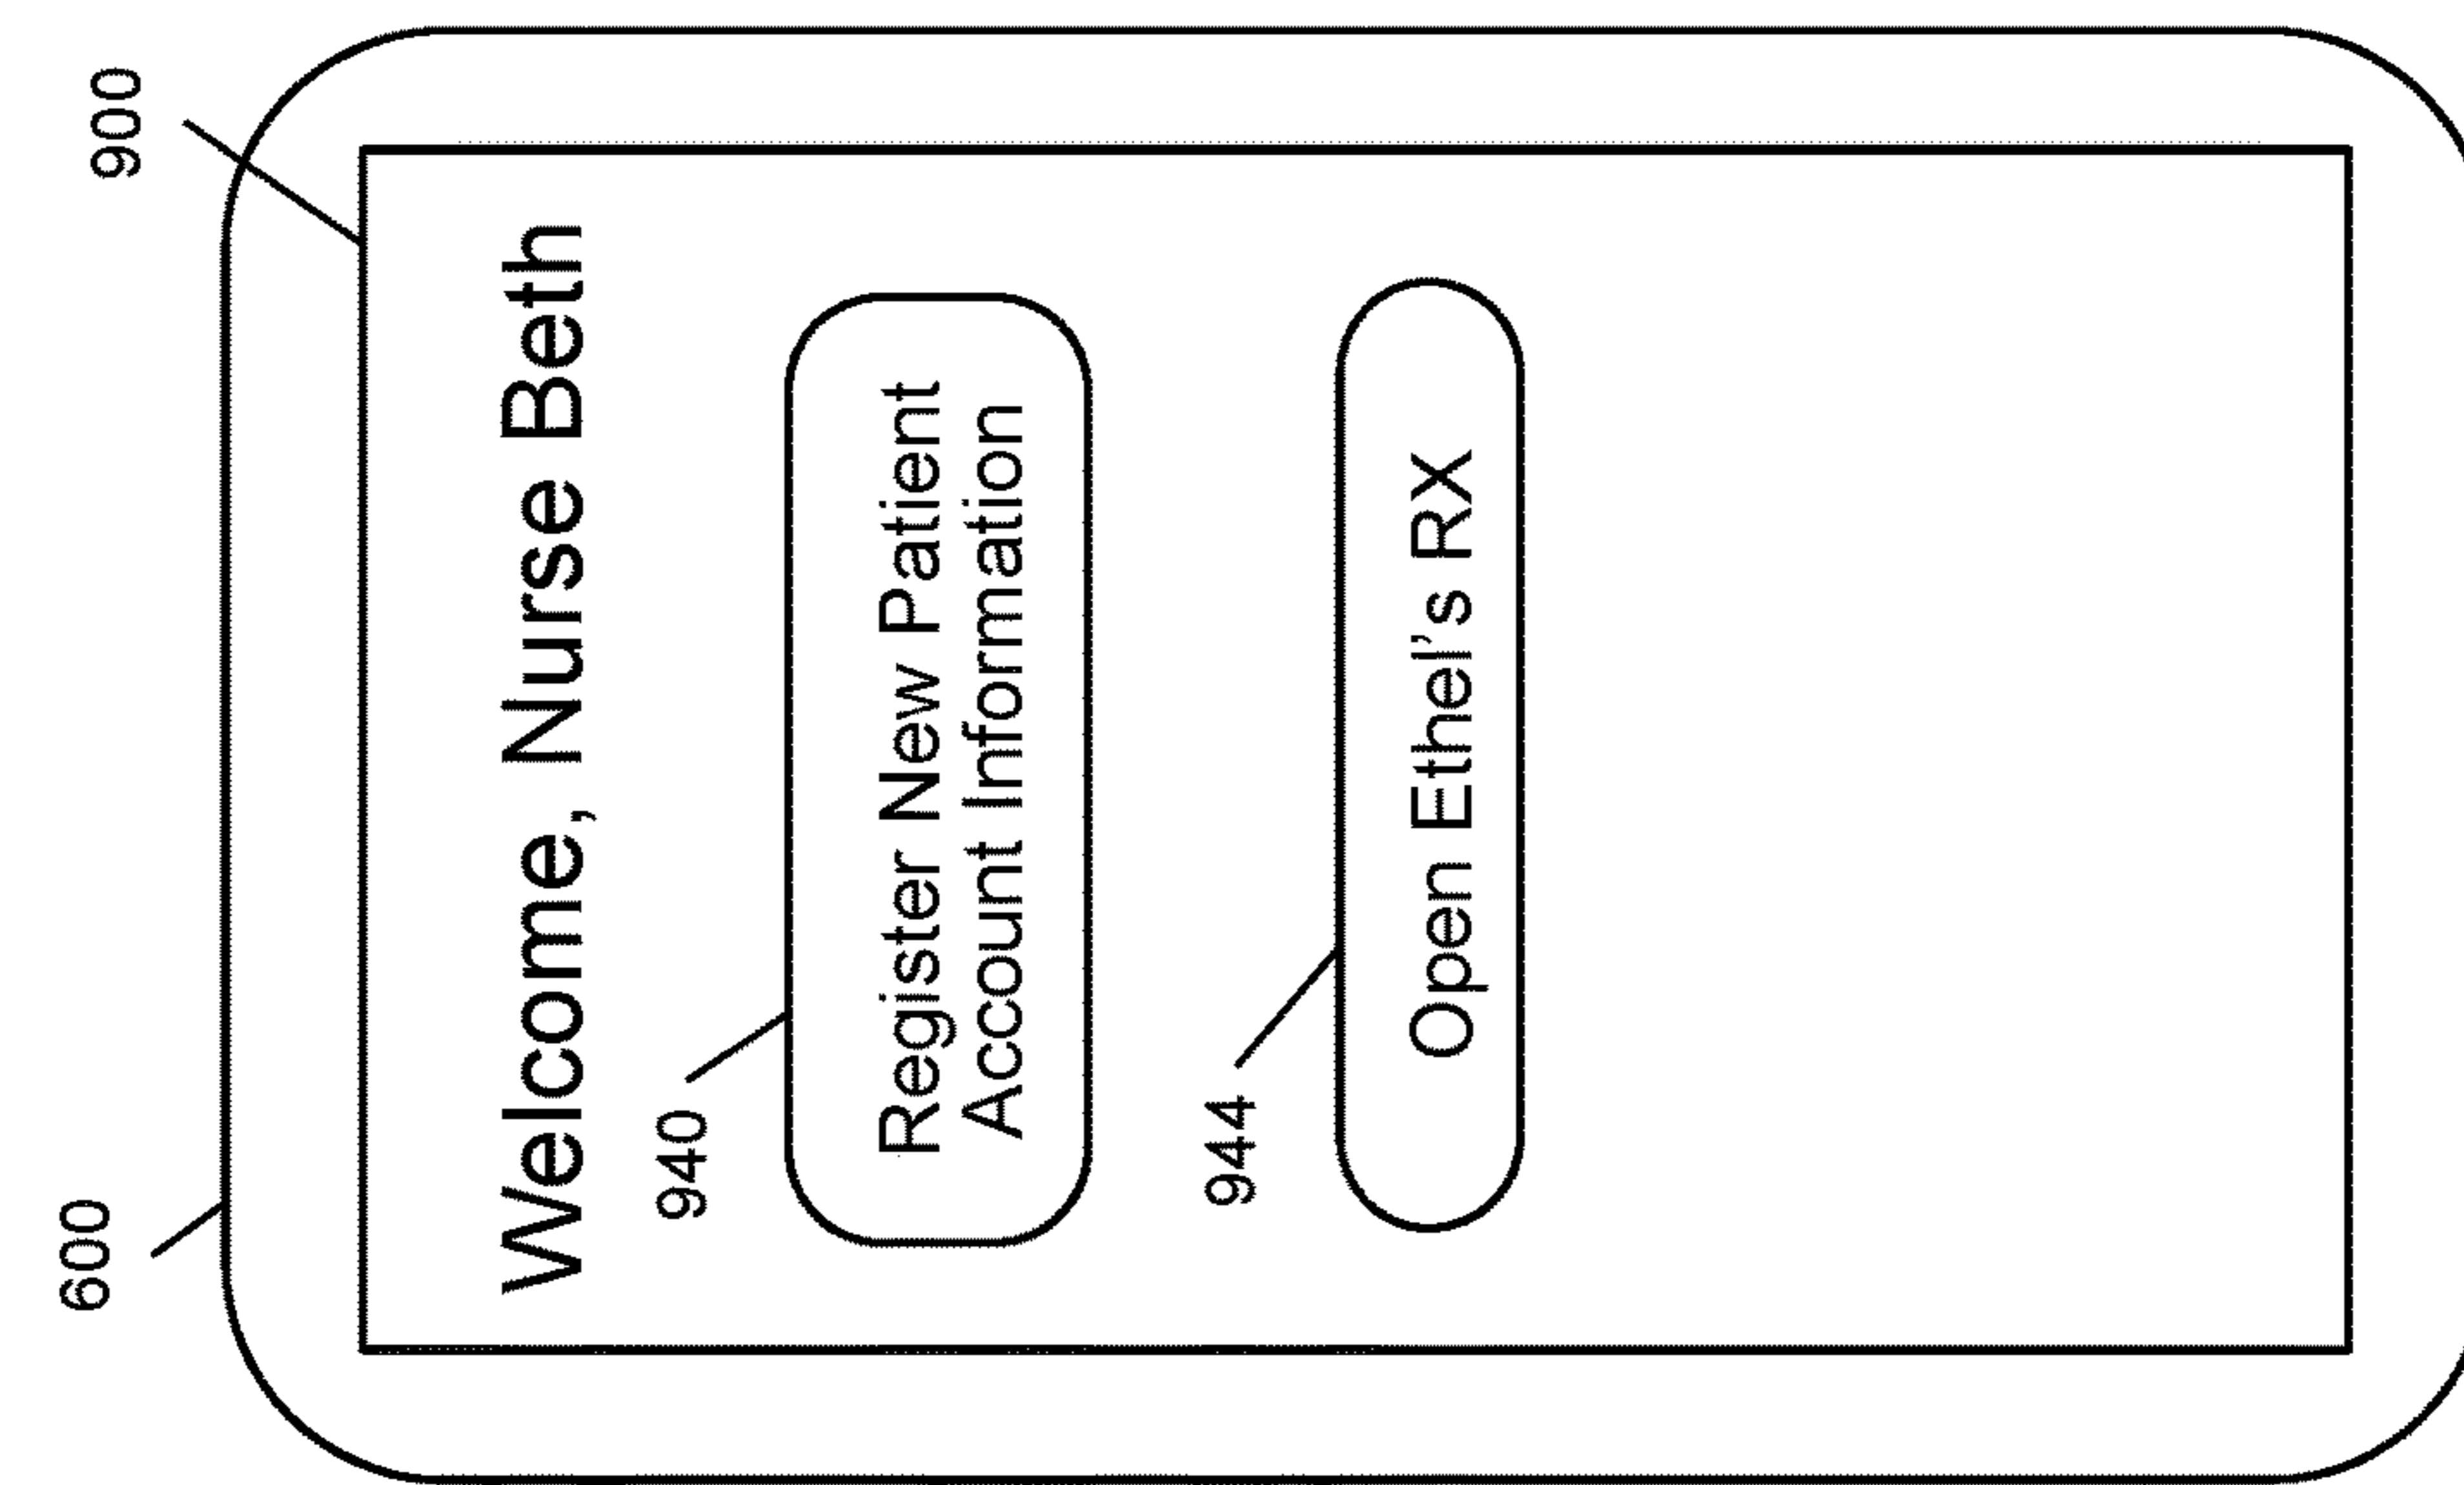 600
900
Welcome, Nurse Beth
940
Register New Patient
Account Information
944
Open Ethel's RX